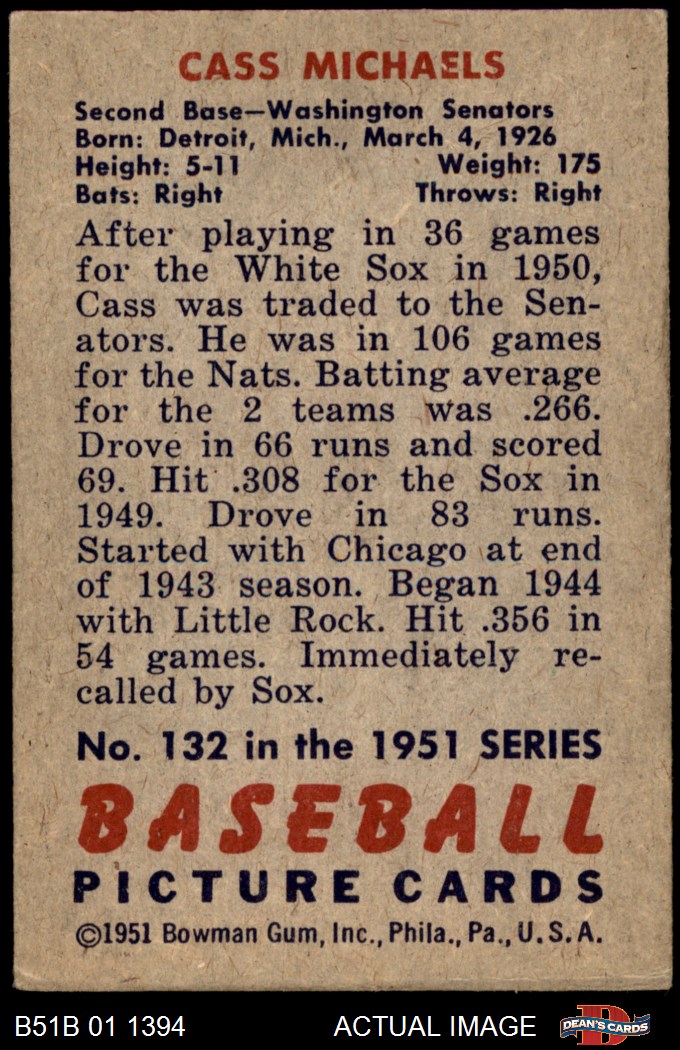 CASS MICHAELS
Second Base—Washington Senators
Born: Detroit, Mich., March 4, 1926
Height: 5-11 Weight: 175
Bats: Right Throws: Right
After playing in 36 games
for the White Sox in 1950,
Cass was traded to the Sen-
ators. He was in 106 games
for the Nats. Batting average
for the 2 teams was .266.
Drove in 66 runs and scored
69. Hit .308 for the Sox in
1949. Drove in 83 runs.
Started with Chicago at end
of 1943 season. Began 1944
with Little Rock. Hit .356 in
54 games. Immediately re-
called by Sox.
No. 132 in the 1951 SERIES
BASEBALL
PICTURE CARDS
©1951 Bowman Gum, Inc., Phila., Pa., U.S.A.
B51B 01 1394 ACTUAL IMAGE D DEAN'S CARDS